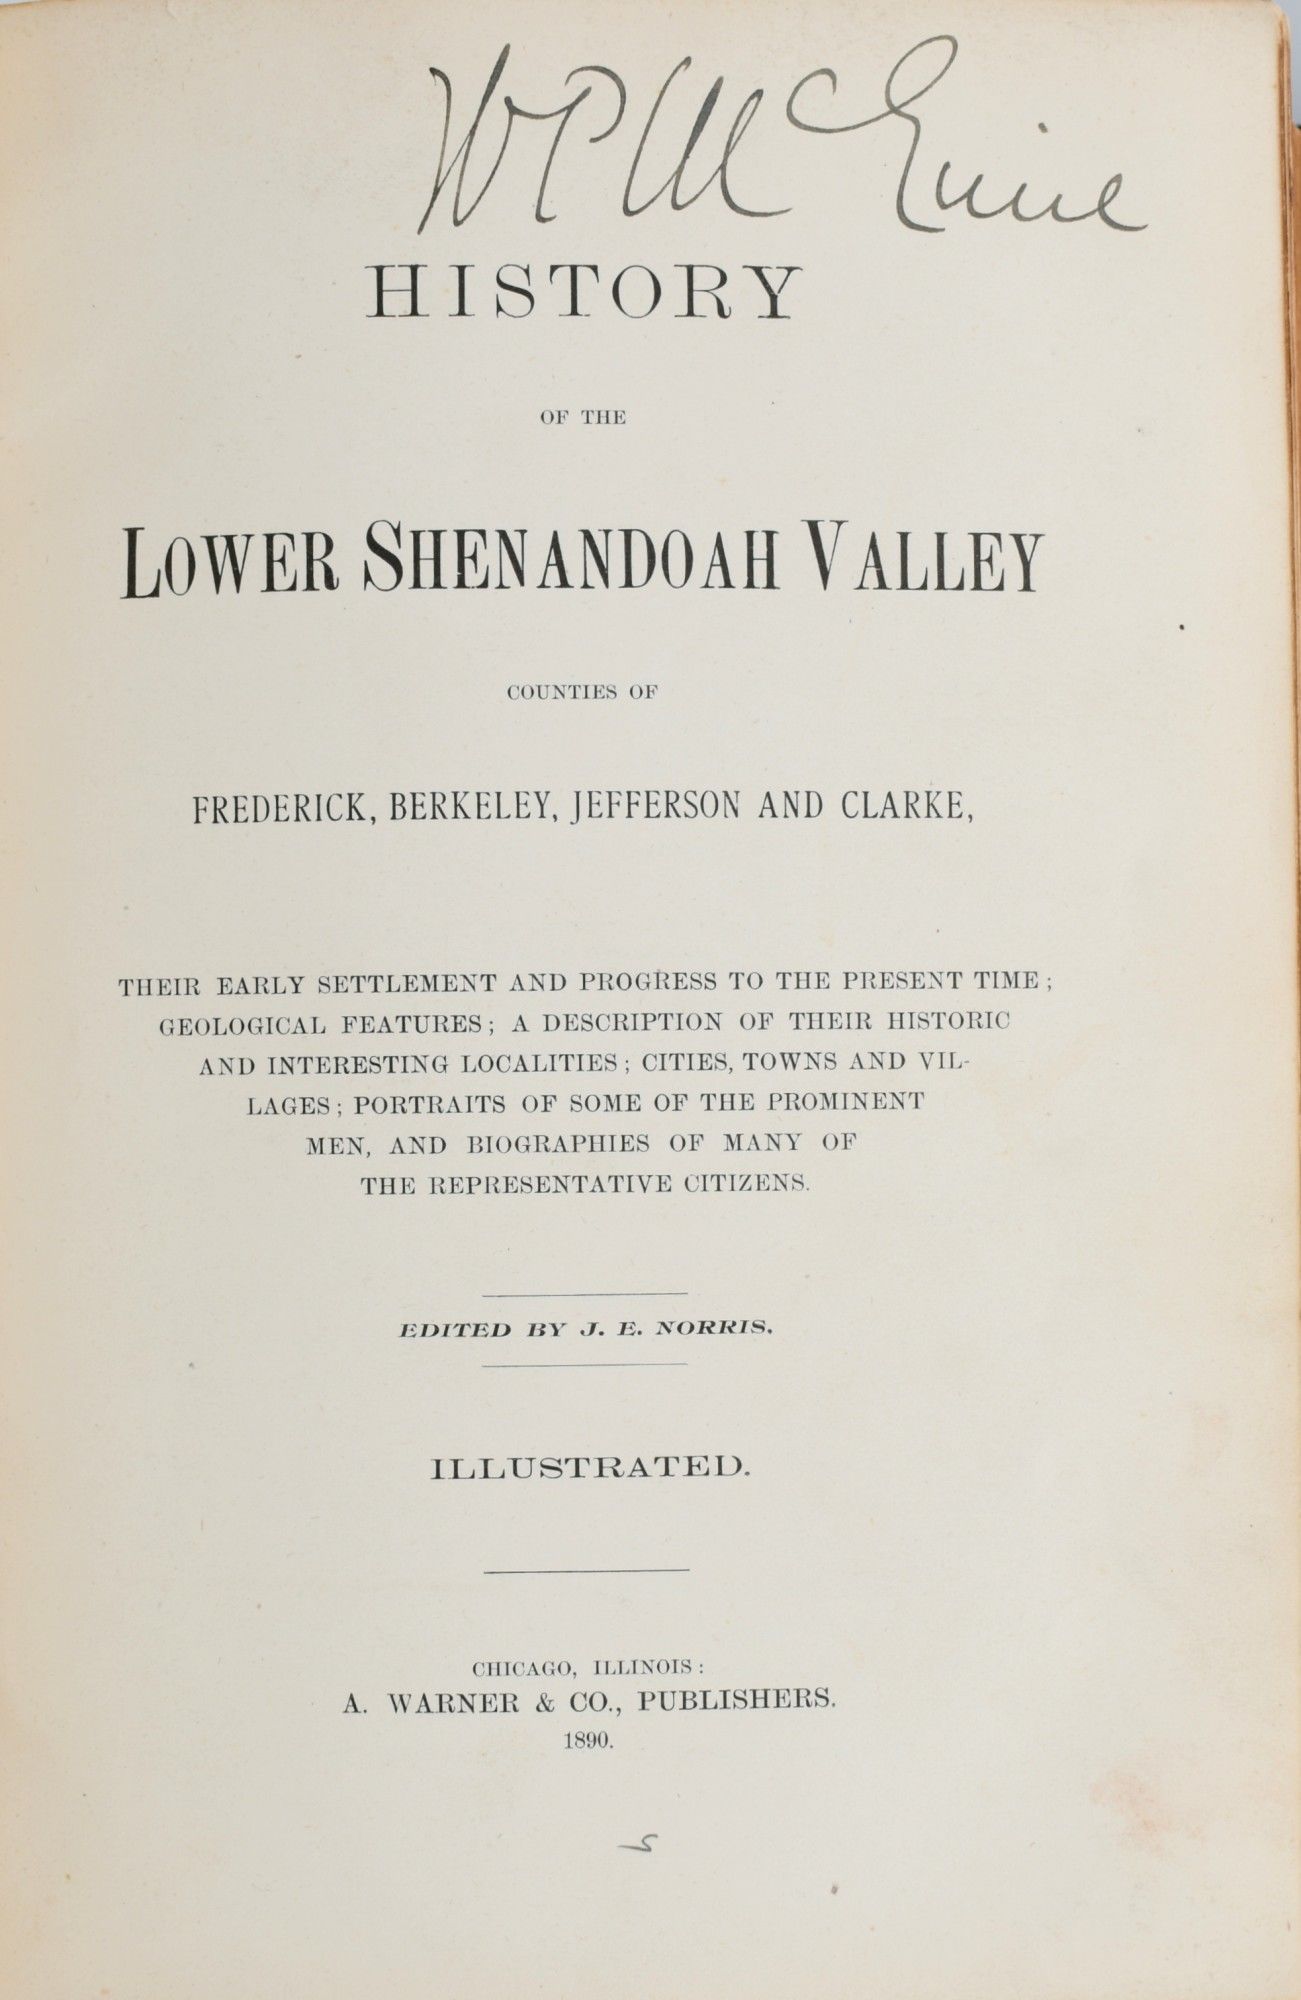 W P McGuire
HISTORY
OF THE
LOWER SHENANDOAH VALLEY
COUNTIES OF
FREDERICK, BERKELEY, JEFFERSON AND CLARKE,
THEIR EARLY SETTLEMENT AND PROGRESS TO THE PRESENT TIME;
GEOLOGICAL FEATURES; A DESCRIPTION OF THEIR HISTORIC
AND INTERESTING LOCALITIES; CITIES, TOWNS AND VIL-
LAGES; PORTRAITS OF SOME OF THE PROMINENT
MEN, AND BIOGRAPHIES OF MANY OF
THE REPRESENTATIVE CITIZENS.
EDITED BY J. E. NORRIS.
ILLUSTRATED.
CHICAGO, ILLINOIS:
A. WARNER & CO., PUBLISHERS.
1890.